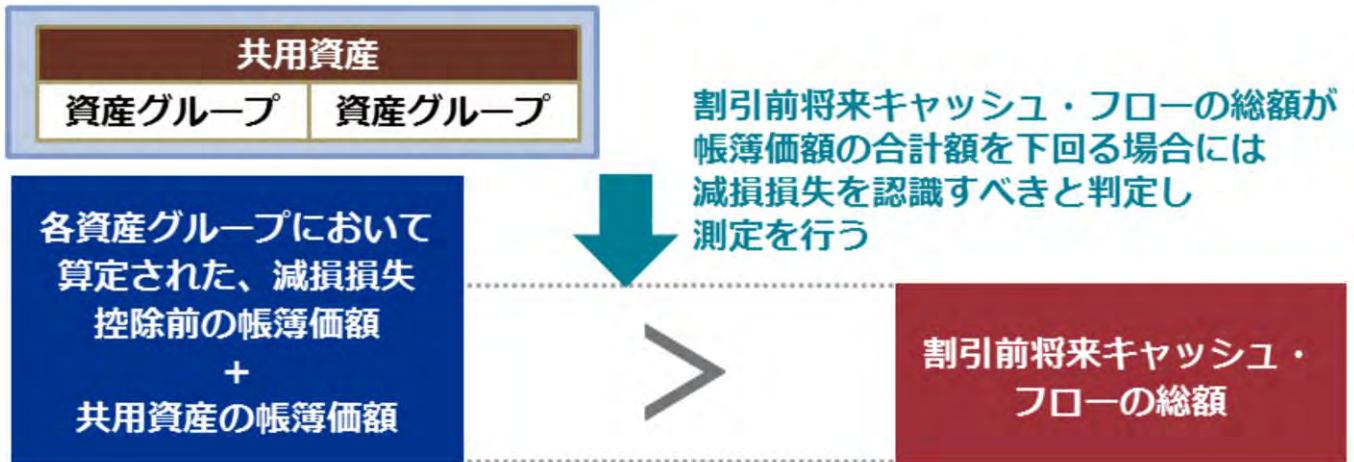 共用資産
資産グループ 資産グループ
割引前将来キャッシュ・フローの総額が
帳簿価額の合計額を下回る場合には
減損損失を認識すべきと判定し
測定を行う
各資産グループにおいて
算定された、減損損失
控除前の帳簿価額
+
共用資産の帳簿価額
>
割引前将来キャッシュ・
フローの総額